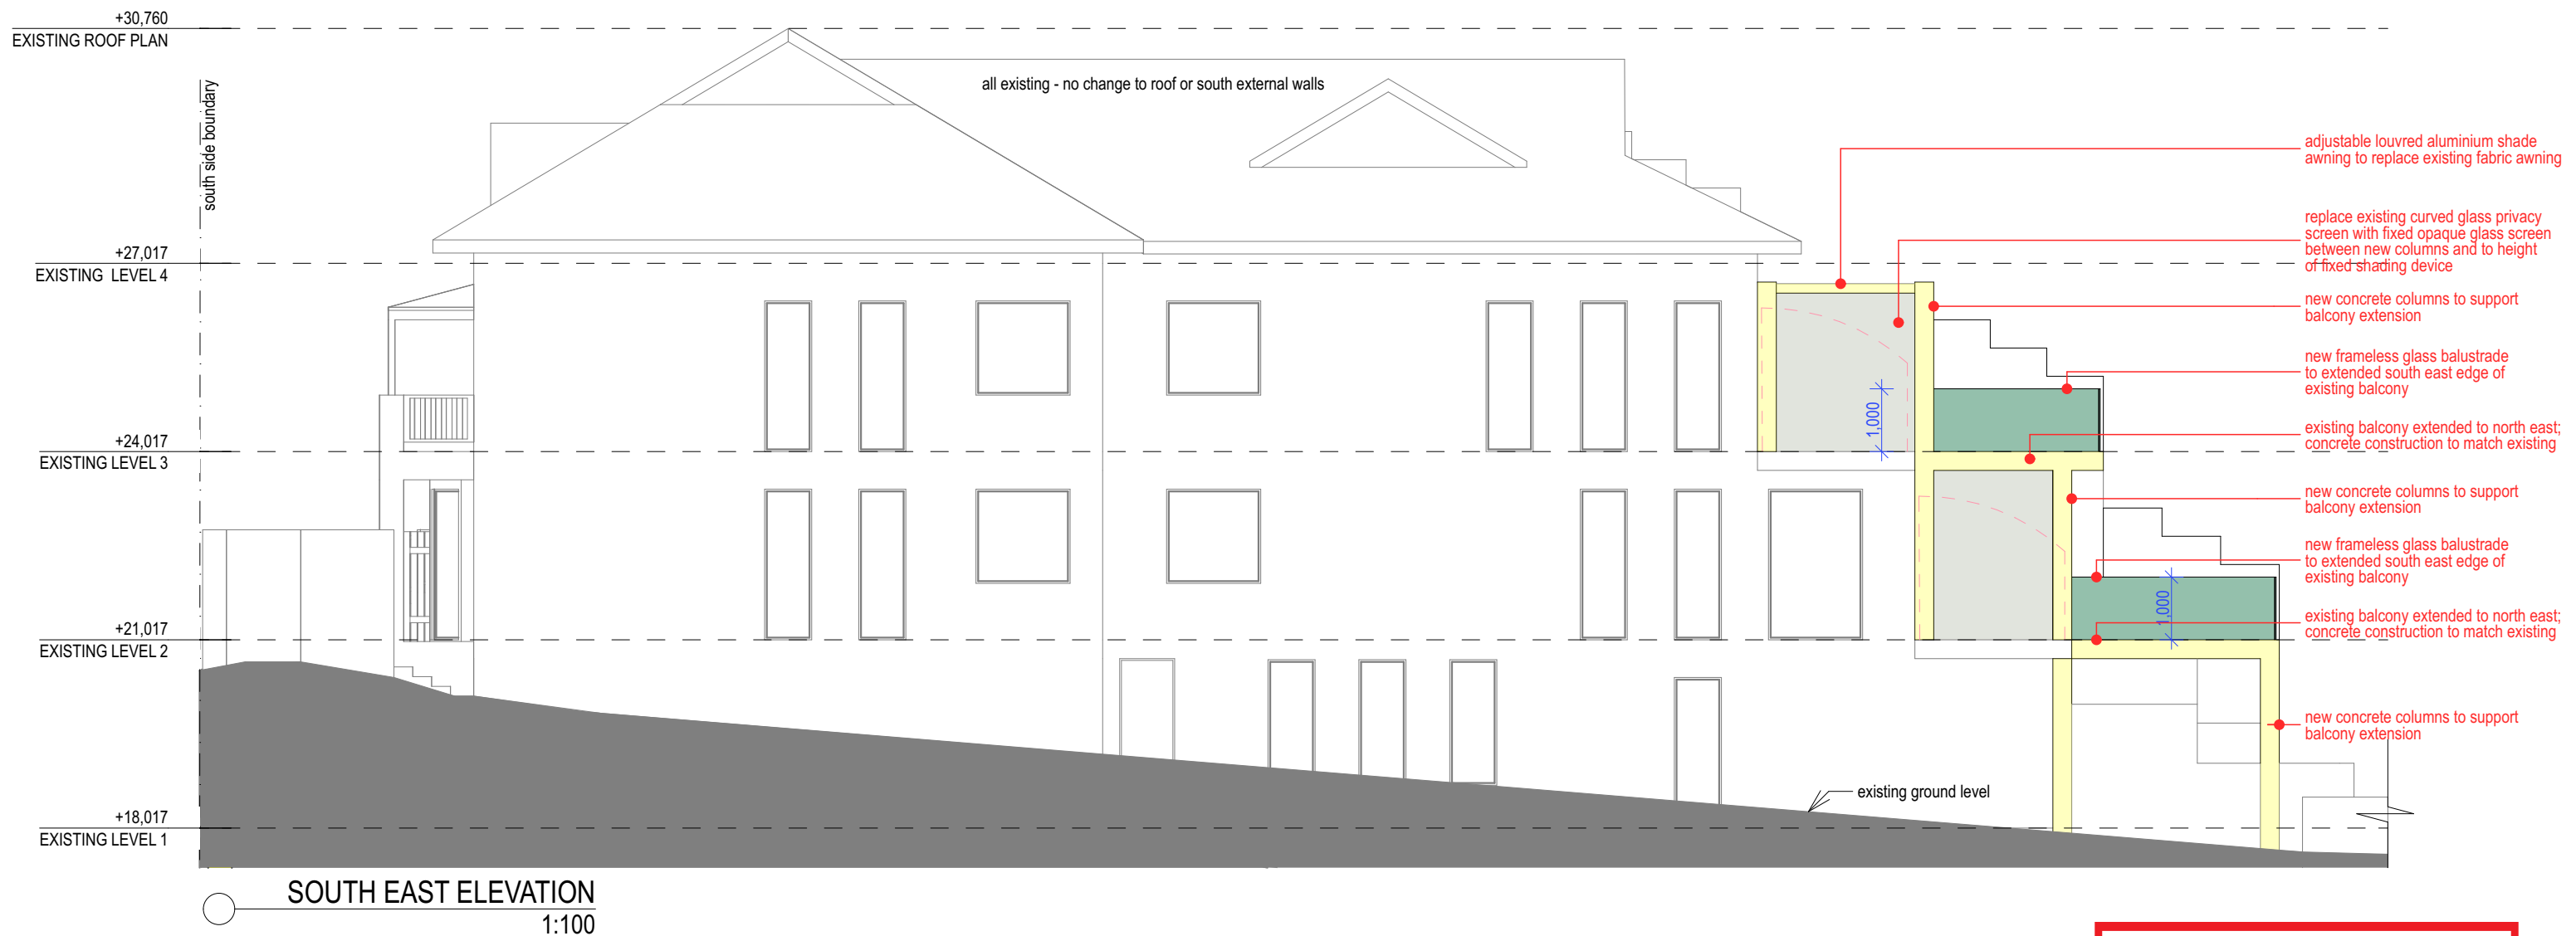 +30,760
EXISTING ROOF PLAN
south side boundary
all existing - no change to roof or south external walls
adjustable louvred aluminium shade
awning to replace existing fabric awning
replace existing curved glass privacy
screen with fixed opaque glass screen
between new columns and to height
of fixed shading device
+27,017
EXISTING LEVEL 4
new concrete columns to support
balcony extension
new frameless glass balustrade
to extended south east edge of
existing balcony
1,000
existing balcony extended to north east;
concrete construction to match existing
+24,017
EXISTING LEVEL 3
new concrete columns to support
balcony extension
new frameless glass balustrade
to extended south east edge of
existing balcony
1,000
existing balcony extended to north east;
concrete construction to match existing
+21,017
EXISTING LEVEL 2
new concrete columns to support
balcony extension
existing ground level
+18,017
EXISTING LEVEL 1
SOUTH EAST ELEVATION
1:100